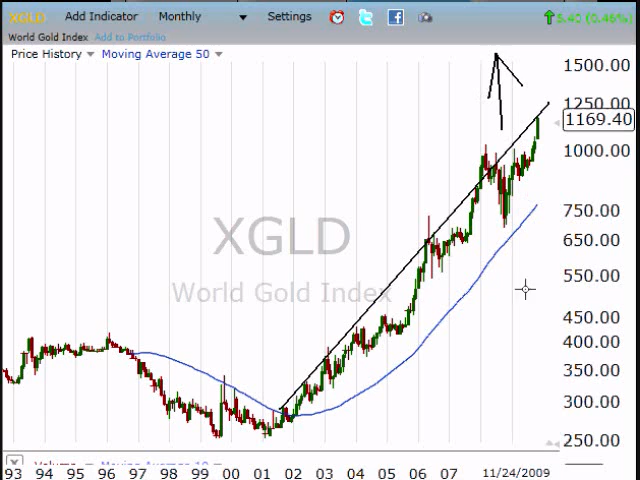 XGLD Add Indicator Monthly Settings 6.40 (0.46%)
World Gold Index Add to Portfolio
Price History Moving Average 50
1500.00
1250.00
1169.40
1000.00
XGLD
750.00
650.00
World Gold Index
550.00
450.00
400.00
350.00
300.00
250.00
Volume Moving Average 10
93 94 95 96 97 98 99 00 01 02 03 04 05 06 07 11/24/2009